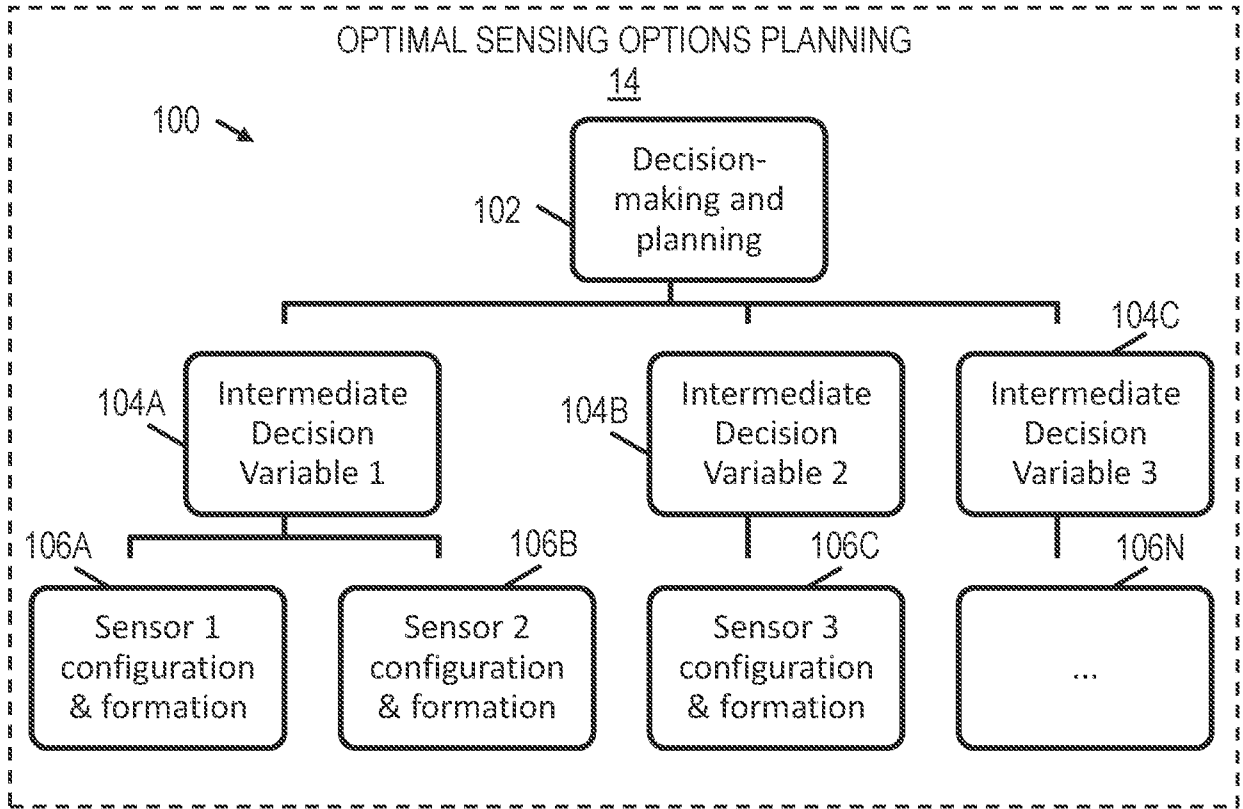 OPTIMAL SENSING OPTIONS PLANNING
14
100
Decision-
making and
planning
102
104C
Intermediate
Decision
Variable 1
104A
Intermediate
Decision
Variable 2
104B
Intermediate
Decision
Variable 3
106A
106B
106C
106N
Sensor 1
configuration
& formation
Sensor 2
configuration
& formation
Sensor 3
configuration
& formation
...